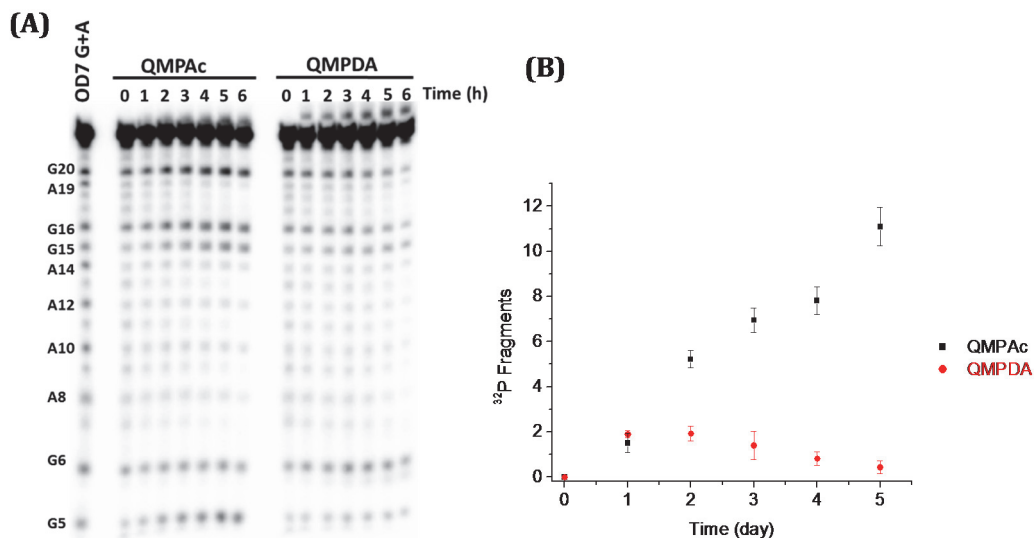 (A)
OD7 G+A
QMPAc
QMPDA
0 1 2 3 4 5 6
0 1 2 3 4 5 6
Time (h)
G20
A19
G16
G15
A14
A12
A10
A8
G6
G5
(B)
12
10
8
6
4
2
0
32P Fragments
0 1 2 3 4 5
Time (day)
QMPAc
QMPDA